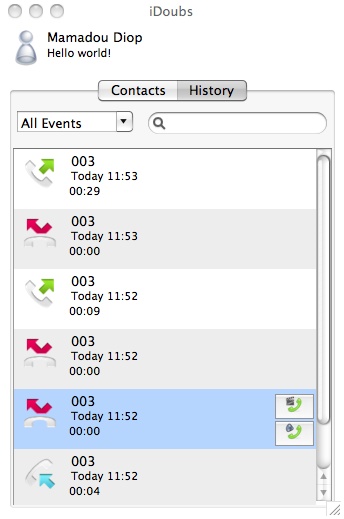 iDoubs
Mamadou Diop
Hello world!
Contacts History
All Events
003
Today 11:53
00:29
003
Today 11:53
00:00
003
Today 11:52
00:09
003
Today 11:52
00:00
003
Today 11:52
00:00
003
Today 11:52
00:04